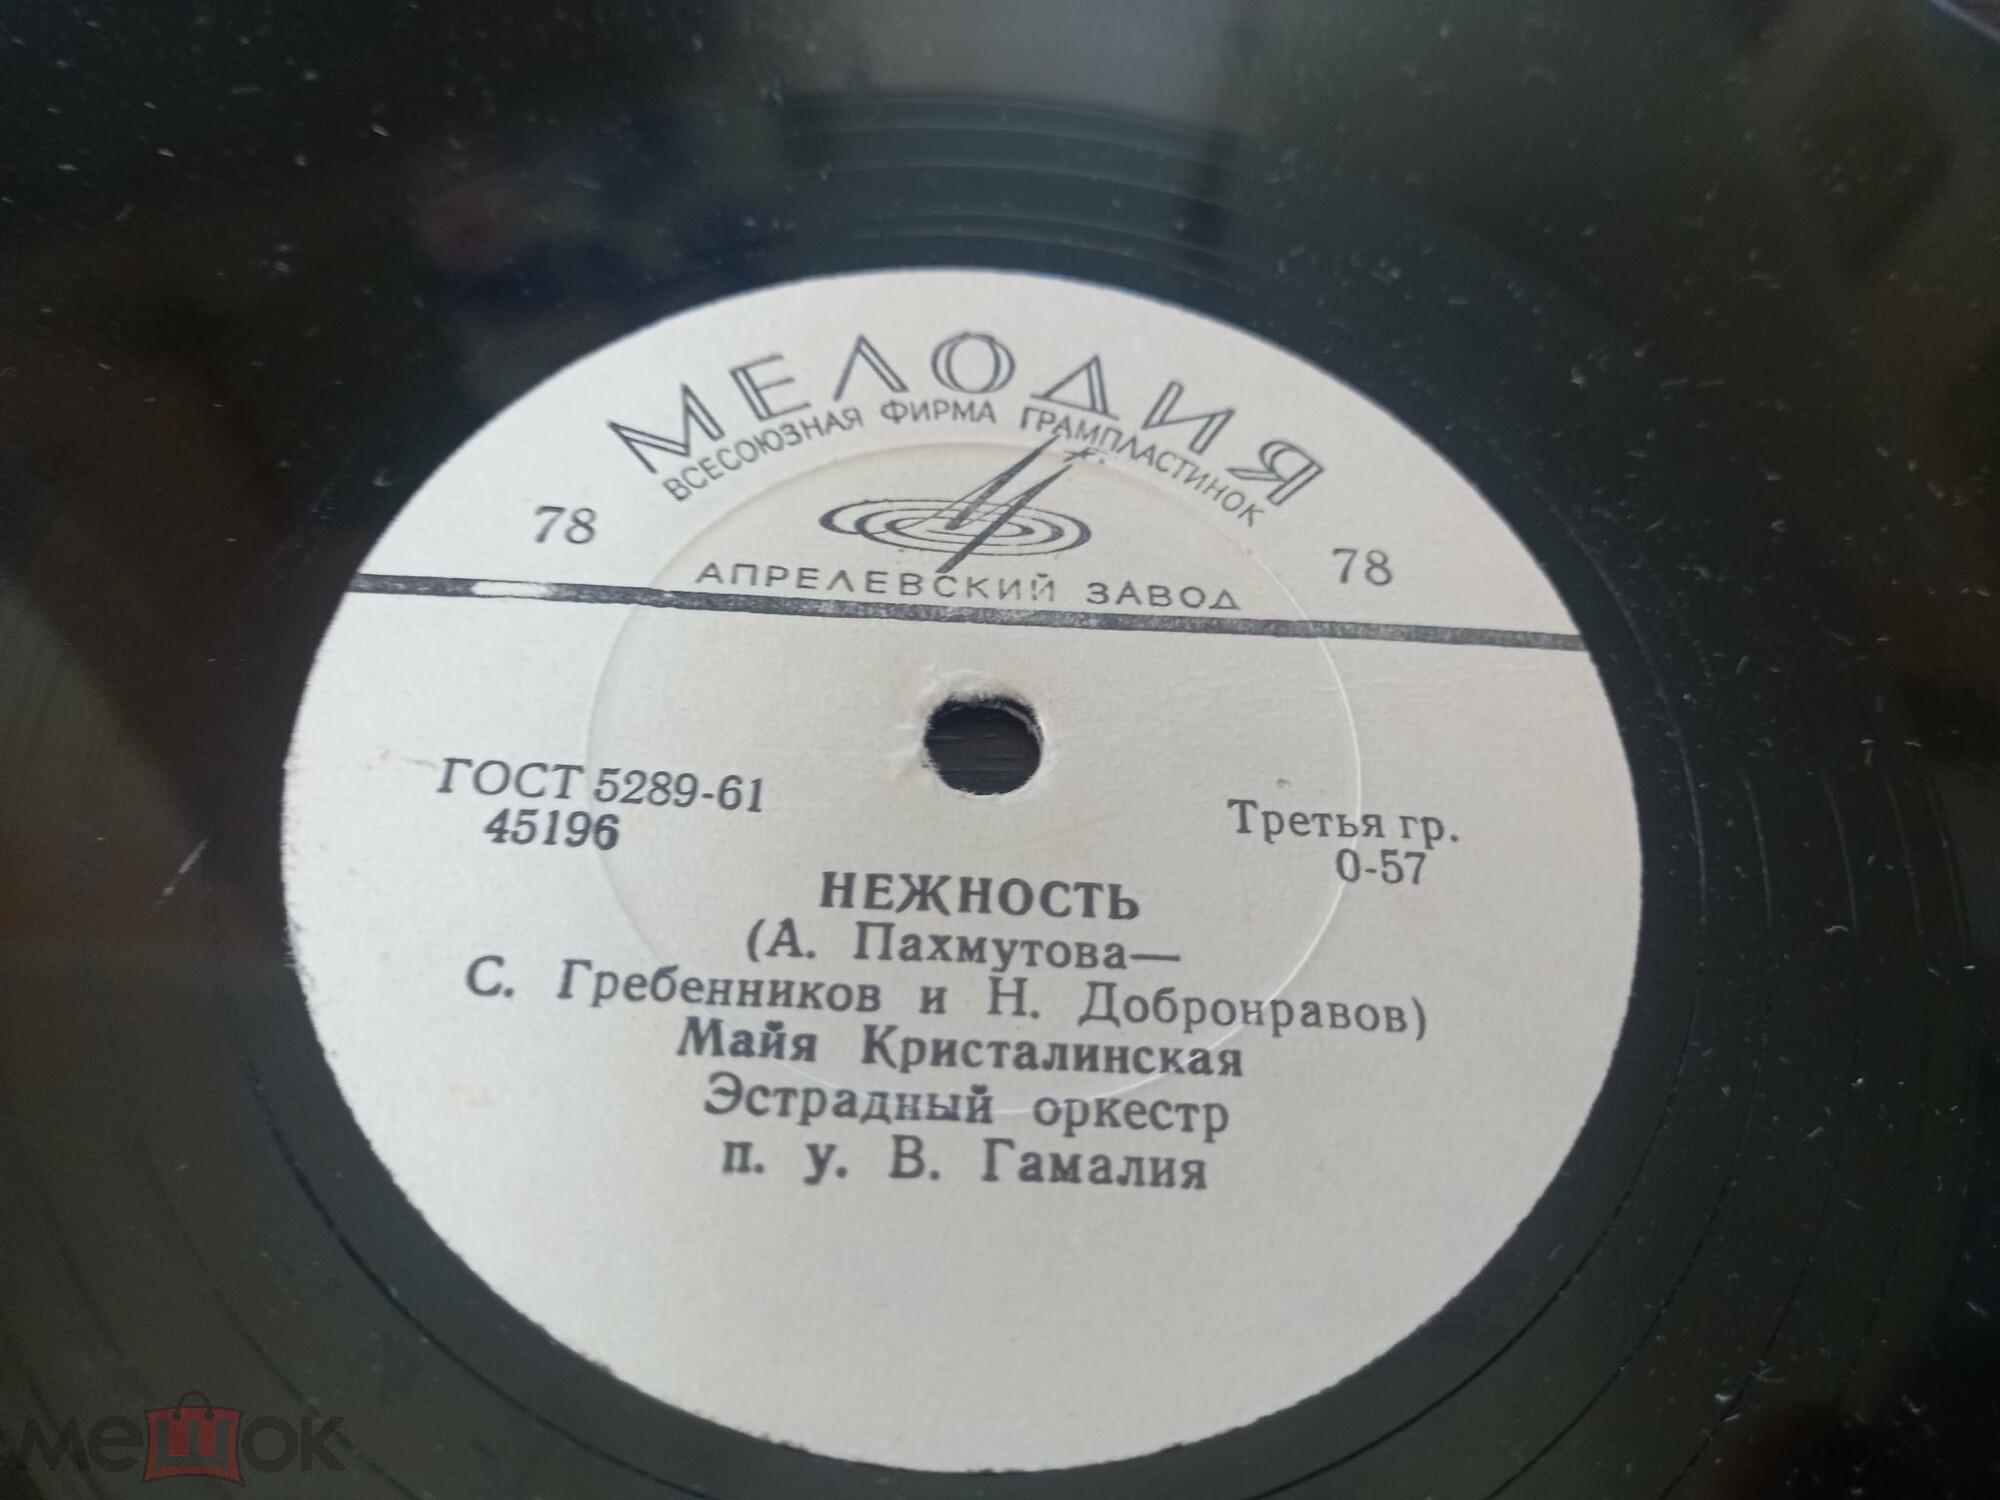 МЕЛОДИЯ
ВСЕСОЮЗНАЯ ФИРМА ГРАМПЛАСТИНОК
78 78
АПРЕЛЕВСКИЙ ЗАВОД
ГОСТ 5289-61
45196
Третья гр.
0-57
НЕЖНОСТЬ
(А. Пахмутова—
С. Гребенников и Н. Добронравов)
Майя Кристалинская
Эстрадный оркестр
п. у. В. Гамалия
мешок